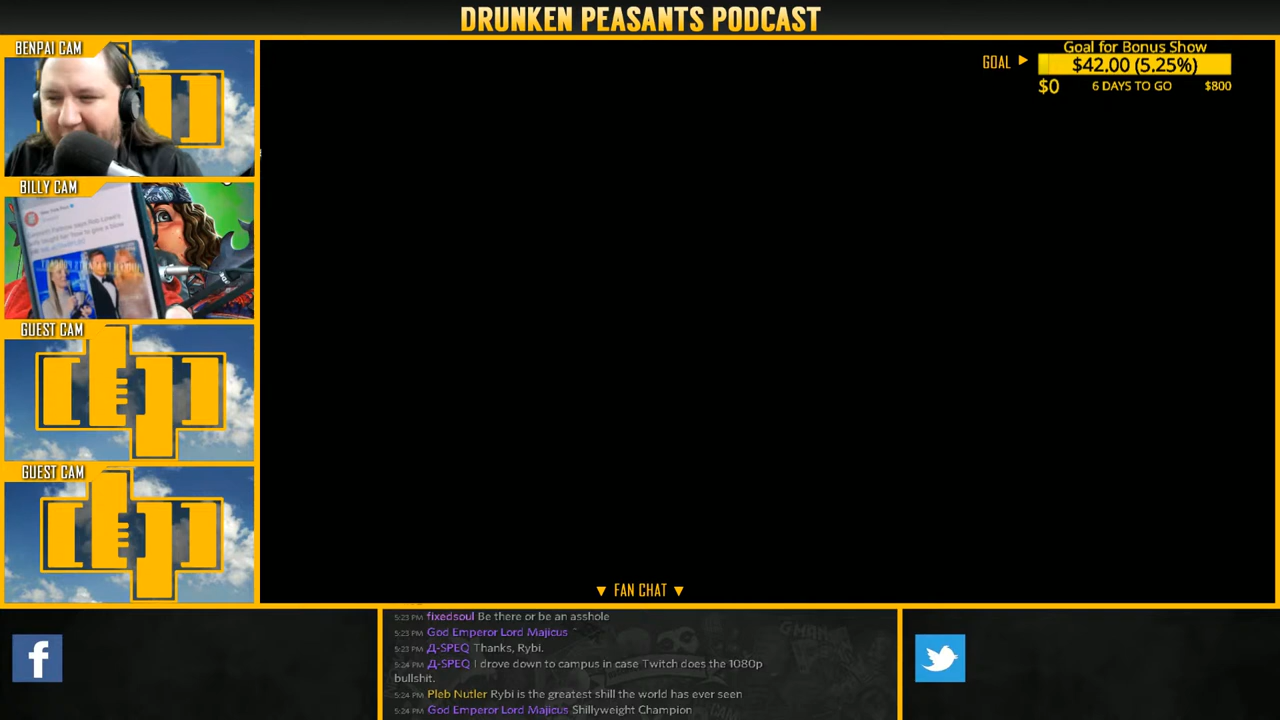 DRUNKEN PEASANTS PODCAST
BENPAI CAM
BILLY CAM
GUEST CAM
GUEST CAM
GOAL
Goal for Bonus Show
$42.00 (5.25%)
$0 6 DAYS TO GO $800
FAN CHAT
5:23 PM fixedsoul Be there or be an asshole
5:23 PM God Emperor Lord Majicus
5:23 PM Д-SPEQ Thanks, Rybi.
5:24 PM Д-SPEQ I drove down to campus in case Twitch does the 1080p
bullshit.
5:24 PM Pleb Nutler Rybi is the greatest shill the world has ever seen
5:24 PM God Emperor Lord Majicus Shillyweight Champion